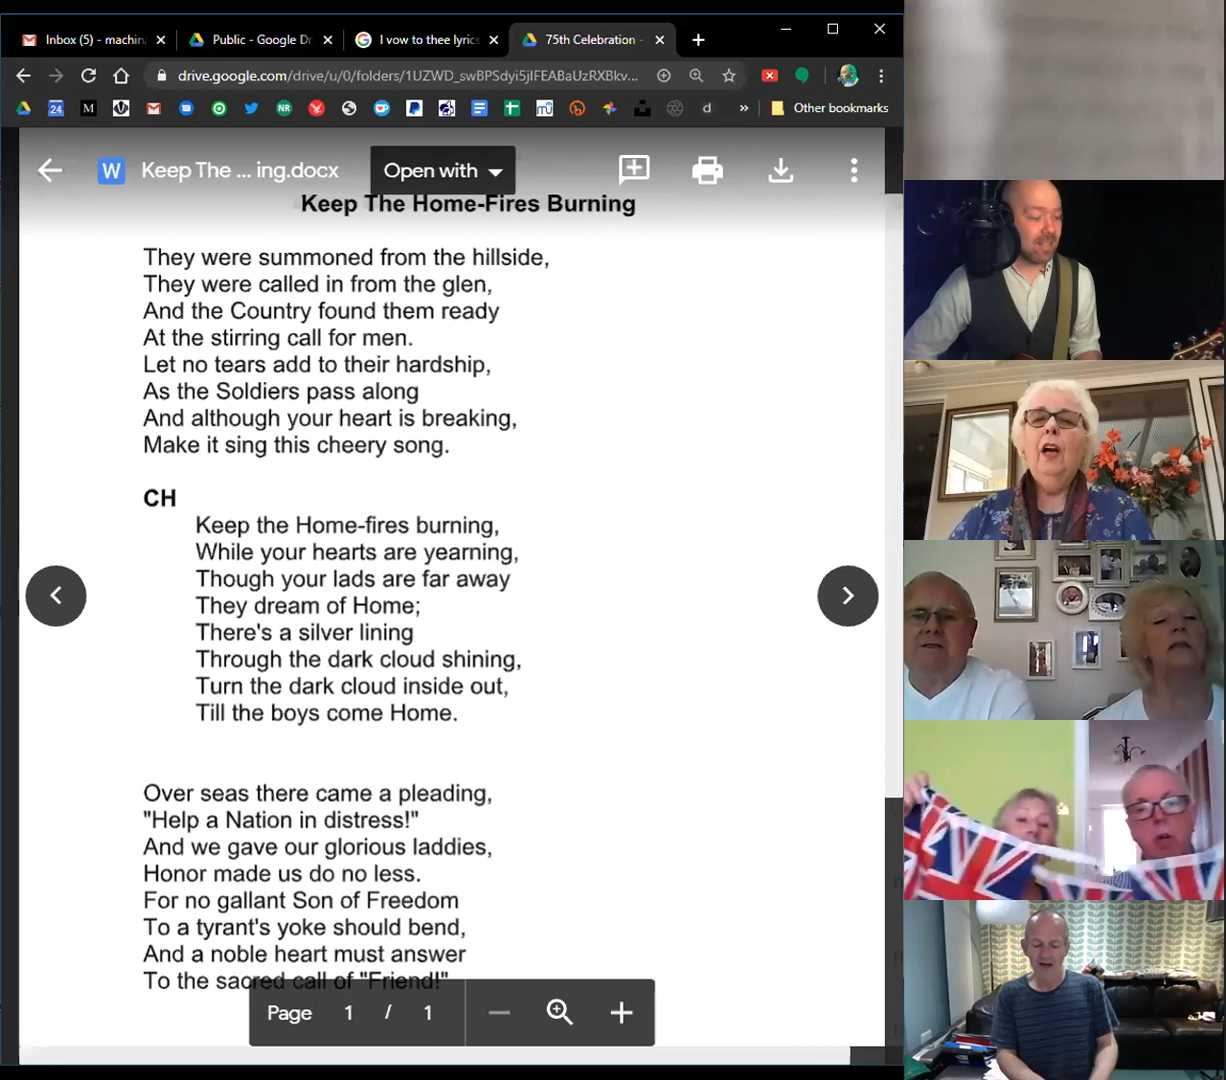 Inbox (5) - machin
Public - Google Dr
I vow to thee lyrics
75th Celebration -
drive.google.com/drive/u/0/folders/1UZWD_swBPSdyi5jIFEABaUzRXBkv...
24
M
NR
d
»
Other bookmarks
W
Keep The ... ing.docx
Open with
Keep The Home-Fires Burning
They were summoned from the hillside,
They were called in from the glen,
And the Country found them ready
At the stirring call for men.
Let no tears add to their hardship,
As the Soldiers pass along
And although your heart is breaking,
Make it sing this cheery song.
CH
Keep the Home-fires burning,
While your hearts are yearning,
Though your lads are far away
They dream of Home;
There's a silver lining
Through the dark cloud shining,
Turn the dark cloud inside out,
Till the boys come Home.
Over seas there came a pleading,
"Help a Nation in distress!"
And we gave our glorious laddies,
Honor made us do no less.
For no gallant Son of Freedom
To a tyrant's yoke should bend,
And a noble heart must answer
To the sacred call of "Friend!"
Page 1 / 1